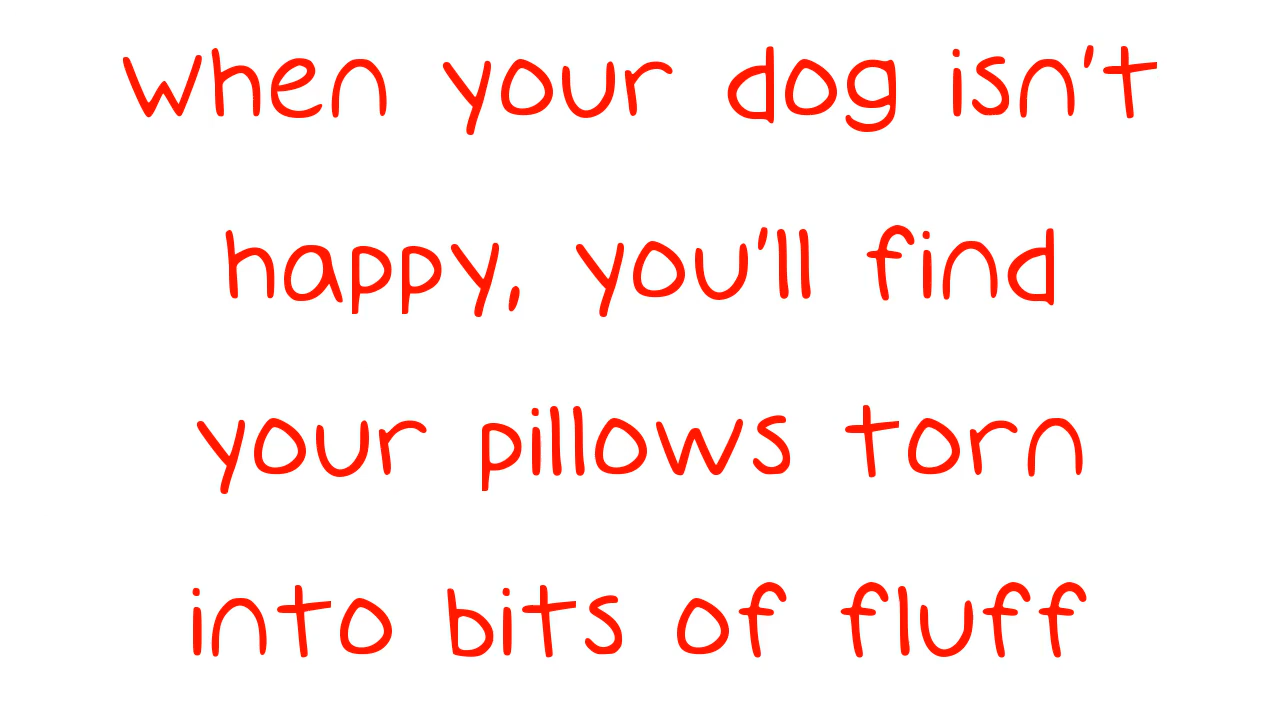 When your dog isn't
happy, you'll find
your pillows torn
into bits of fluff